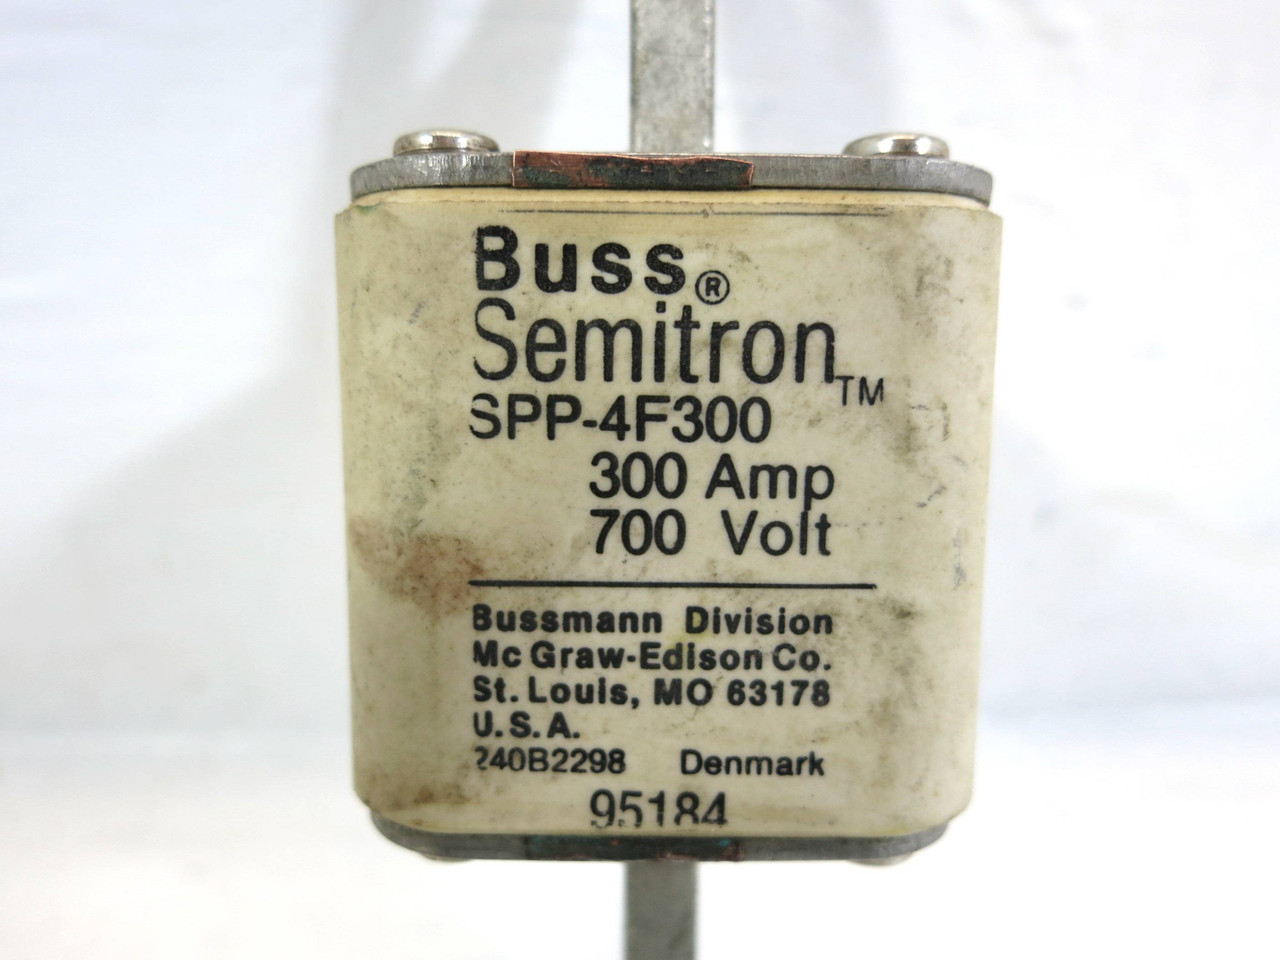 Buss®
Semitron™
SPP-4F300
300 Amp
700 Volt
Bussmann Division
Mc Graw-Edison Co.
St. Louis, MO 63178
U.S.A.
240B2298 Denmark
95184